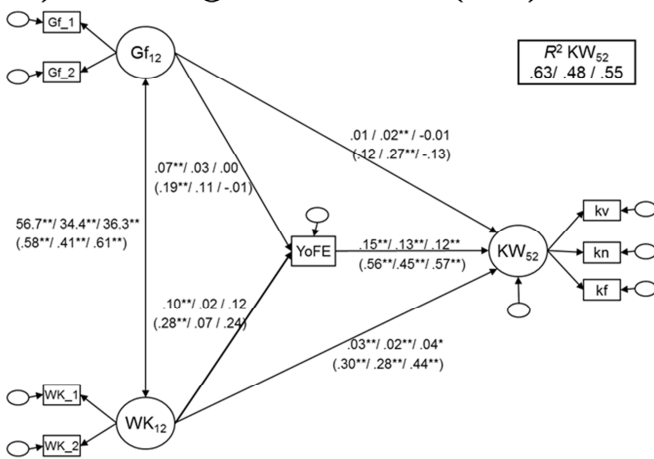 Gf_1
Gf_2
Gf12
R² KW52
.63/ .48 / .55
.01 / .02**/ -0.01
(.12 /.27**/ -.13)
.07**/ .03 / .00
(.19**/ .11 / -.01)
56.7**/ 34.4**/ 36.3**
(.58**/ .41**/ .61**)
YoFE
.15**/ .13**/ .12**
(.56**/.45**/ .57**)
KW52
kv
kn
kf
.10**/ .02 / .12
(.28**/ .07 / .24)
.03**/ .02**/ .04*
(.30**/ .28**/ .44**)
WK_1
WK_2
WK12